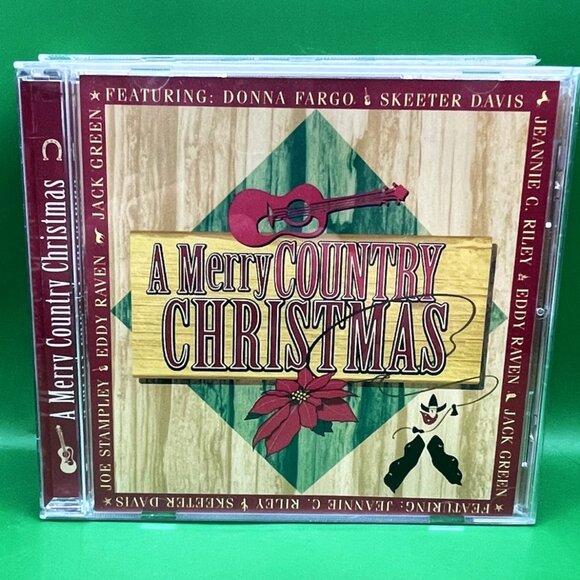 A Merry Country Christmas
★ FEATURING: DONNA FARGO SKEETER DAVIS
JEANNIE C. RILEY EDDY RAVEN JACK GREEN
★ FEATURING: JEANNIE C. RILEY SKEETER DAVIS ★
JOE STAMPLEY EDDY RAVEN JACK GREEN
A Merry COUNTRY
CHRISTMAS